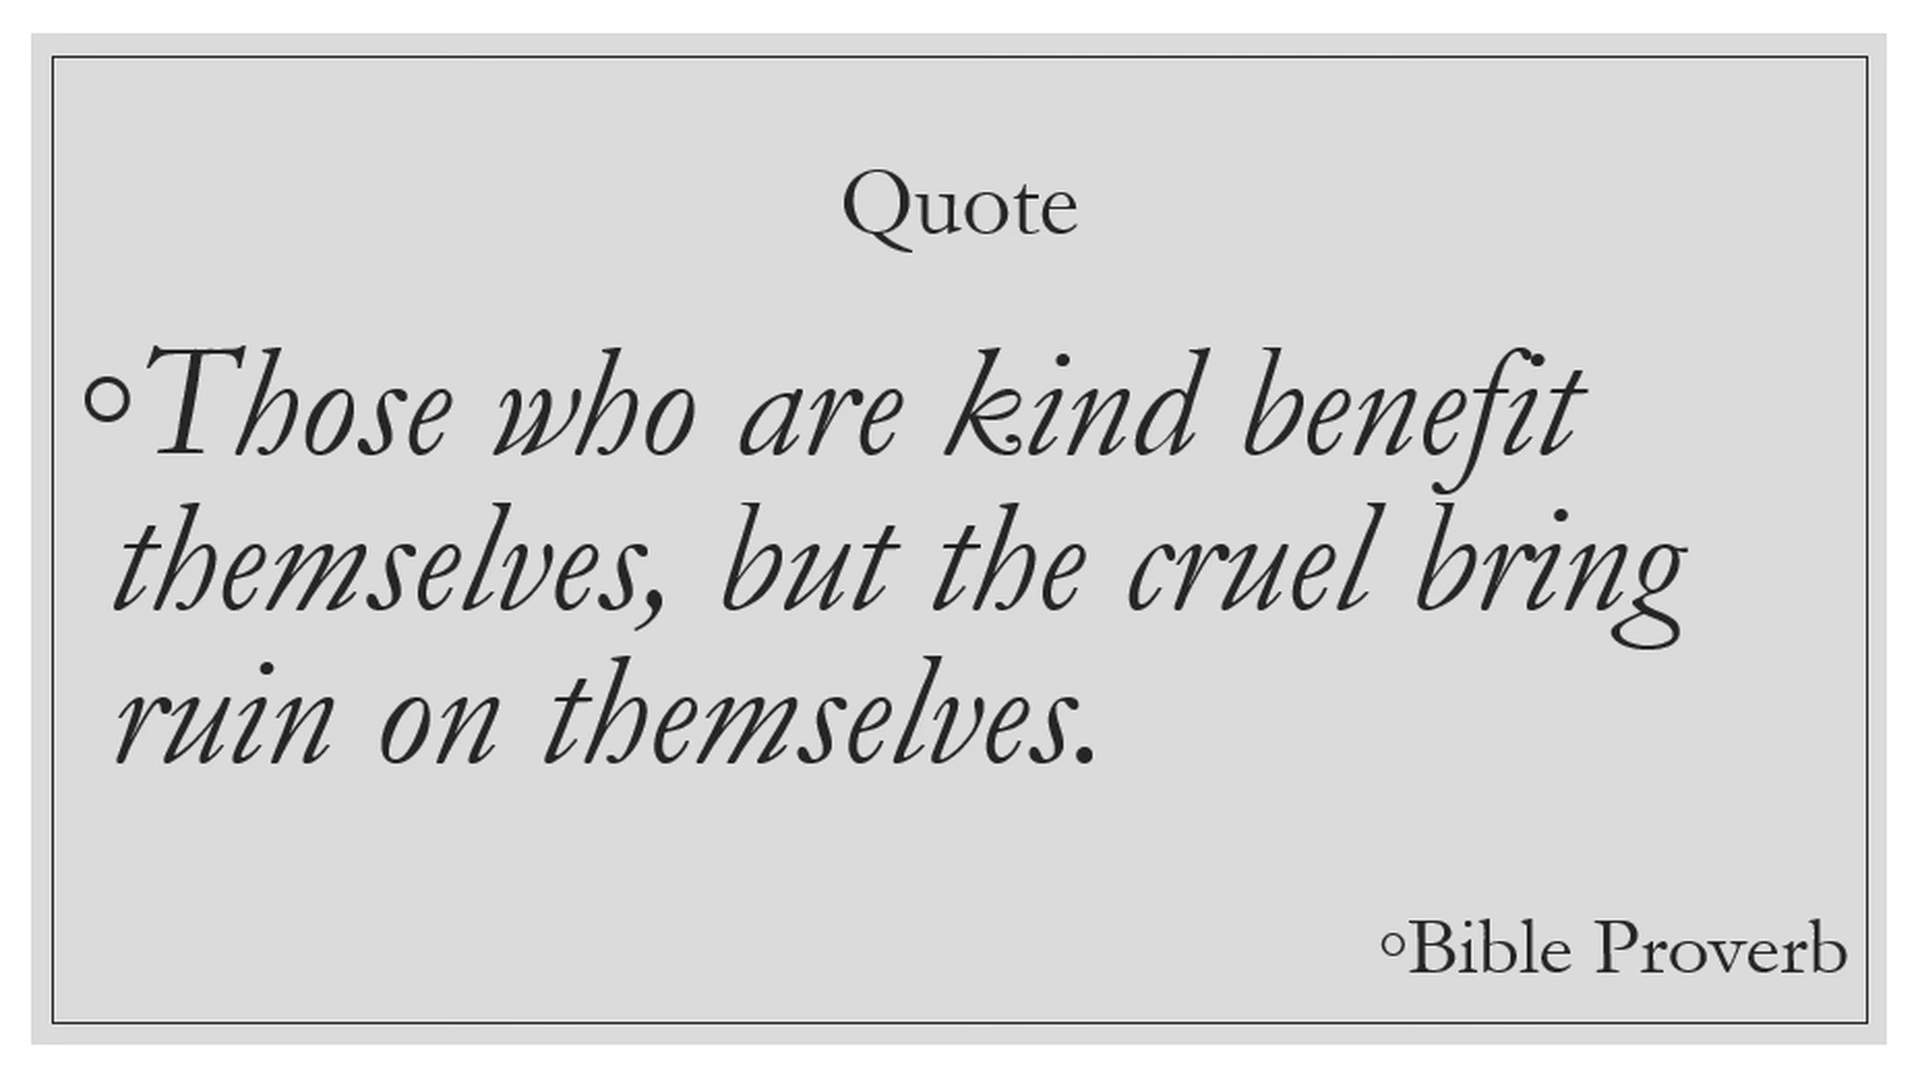 Quote
°Those who are kind benefit
themselves, but the cruel bring
ruin on themselves.
°Bible Proverb